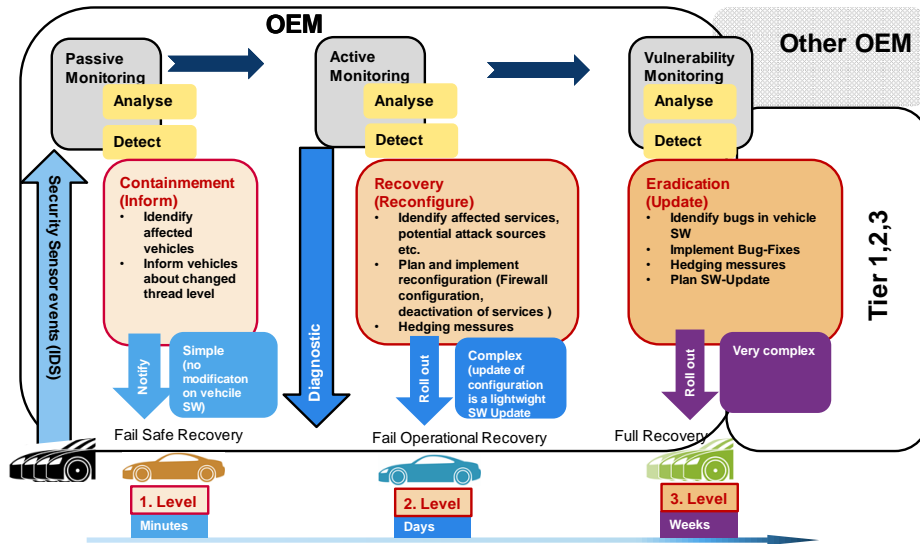 OEM
Other OEM
Passive
Monitoring
Analyse
Detect
Active
Monitoring
Analyse
Detect
Vulnerability
Monitoring
Analyse
Detect
Security Sensor events (IDS)
Containmement
(Inform)
• Idendify
affected
vehicles
• Inform vehicles
about changed
thread level
Notify
Simple
(no
modificaton
on vehcile
SW)
Fail Safe Recovery
Diagnostic
Recovery
(Reconfigure)
• Idendify affected services,
potential attack sources
etc.
• Plan and implement
reconfiguration (Firewall
configuration,
deactivation of services )
• Hedging messures
Roll out
Complex
(update of
configuration
is a lightwight
SW Update
Fail Operational Recovery
Eradication
(Update)
• Idendify bugs in vehicle
SW
• Implement Bug-Fixes
• Hedging messures
• Plan SW-Update
Roll out
Very complex
Full Recovery
Tier 1,2,3
1. Level
Minutes
2. Level
Days
3. Level
Weeks